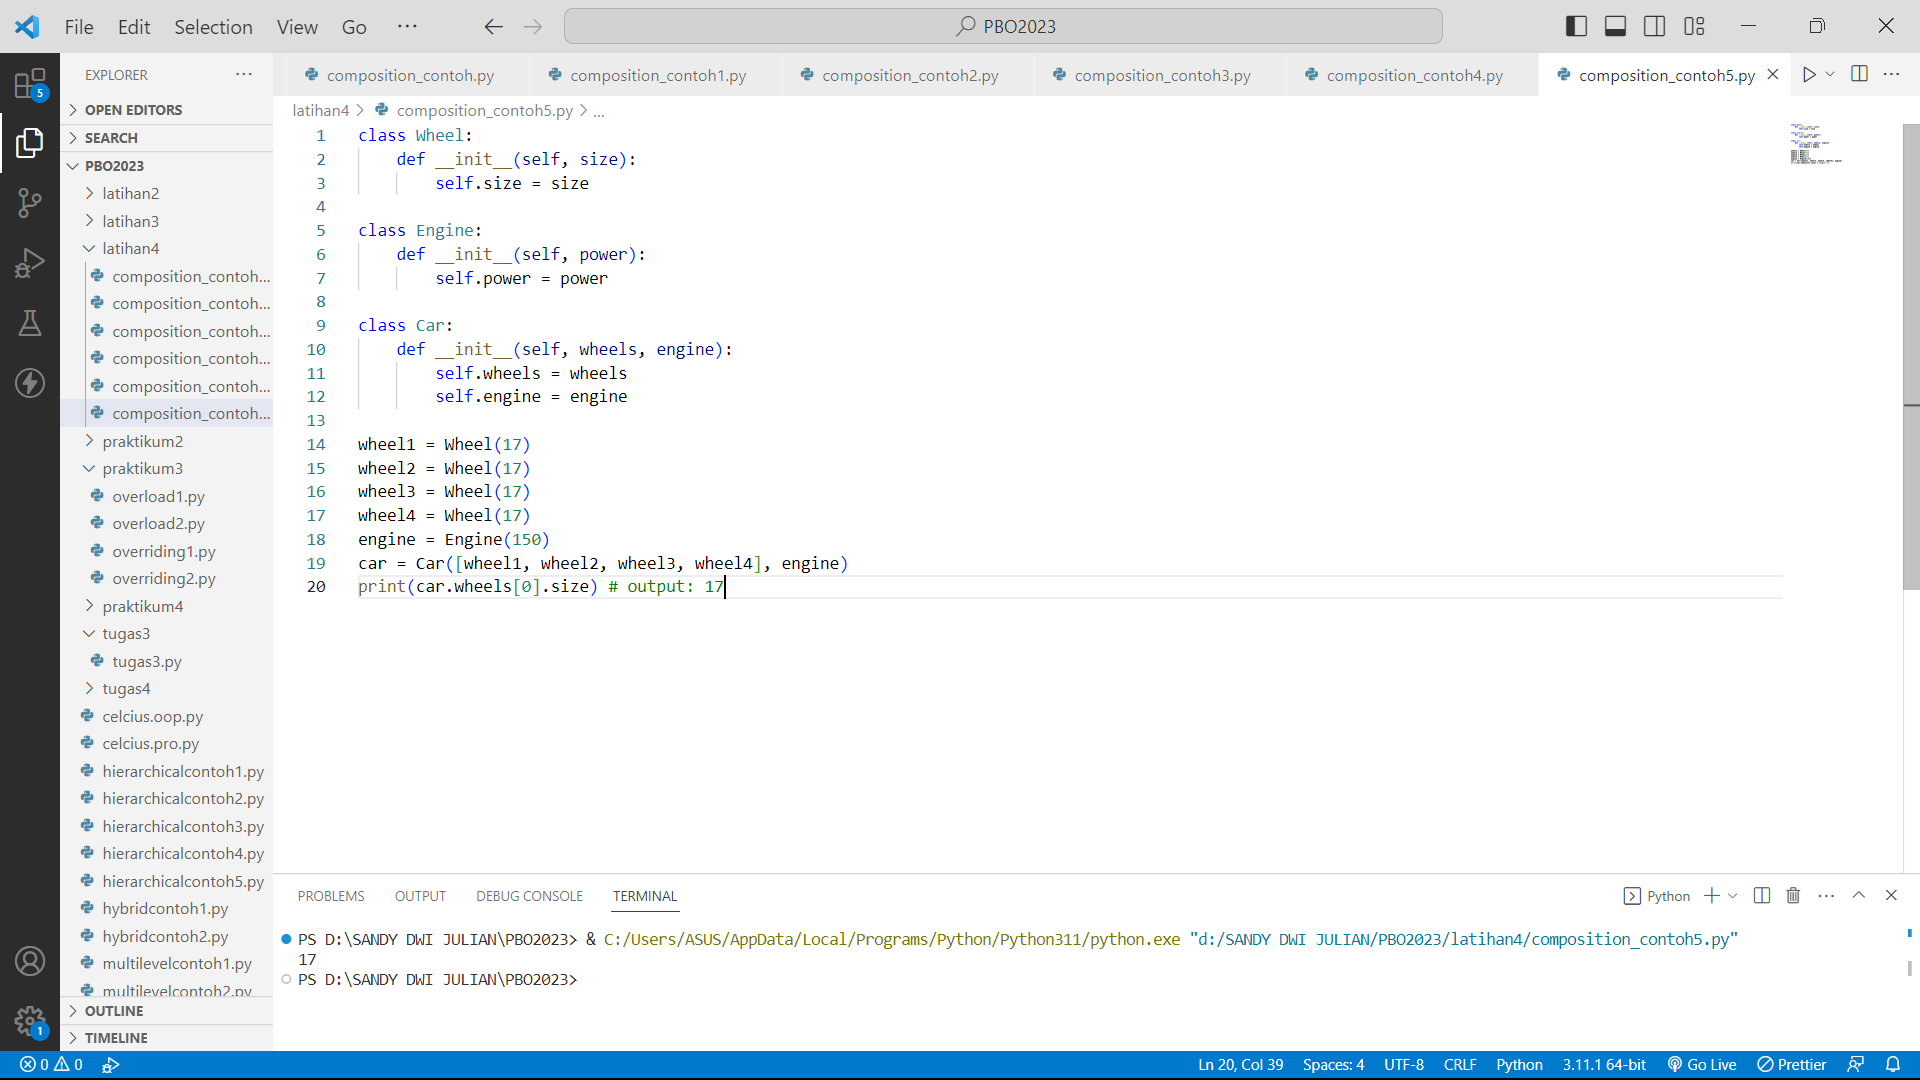 File Edit Selection View Go ··· PBO2023
EXPLORER ···
OPEN EDITORS
SEARCH
PBO2023
latihan2
latihan3
latihan4
composition_contoh...
composition_contoh...
composition_contoh...
composition_contoh...
composition_contoh...
composition_contoh...
praktikum2
praktikum3
overload1.py
overload2.py
overriding1.py
overriding2.py
praktikum4
tugas3
tugas3.py
tugas4
celcius.oop.py
celcius.pro.py
hierarchicalcontoh1.py
hierarchicalcontoh2.py
hierarchicalcontoh3.py
hierarchicalcontoh4.py
hierarchicalcontoh5.py
hybridcontoh1.py
hybridcontoh2.py
multilevelcontoh1.py
multilevelcontoh2.py
OUTLINE
TIMELINE
5
1
composition_contoh.py composition_contoh1.py composition_contoh2.py composition_contoh3.py composition_contoh4.py composition_contoh5.py
latihan4 > composition_contoh5.py > ...
1 class Wheel:
2 def __init__(self, size):
3 self.size = size
4
5 class Engine:
6 def __init__(self, power):
7 self.power = power
8
9 class Car:
10 def __init__(self, wheels, engine):
11 self.wheels = wheels
12 self.engine = engine
13
14 wheel1 = Wheel(17)
15 wheel2 = Wheel(17)
16 wheel3 = Wheel(17)
17 wheel4 = Wheel(17)
18 engine = Engine(150)
19 car = Car([wheel1, wheel2, wheel3, wheel4], engine)
20 print(car.wheels[0].size) # output: 17
PROBLEMS OUTPUT DEBUG CONSOLE TERMINAL Python
PS D:\SANDY DWI JULIAN\PBO2023> & C:/Users/ASUS/AppData/Local/Programs/Python/Python311/python.exe "d:/SANDY DWI JULIAN/PBO2023/latihan4/composition_contoh5.py"
17
PS D:\SANDY DWI JULIAN\PBO2023>
0 0 Ln 20, Col 39 Spaces: 4 UTF-8 CRLF Python 3.11.1 64-bit Go Live Prettier